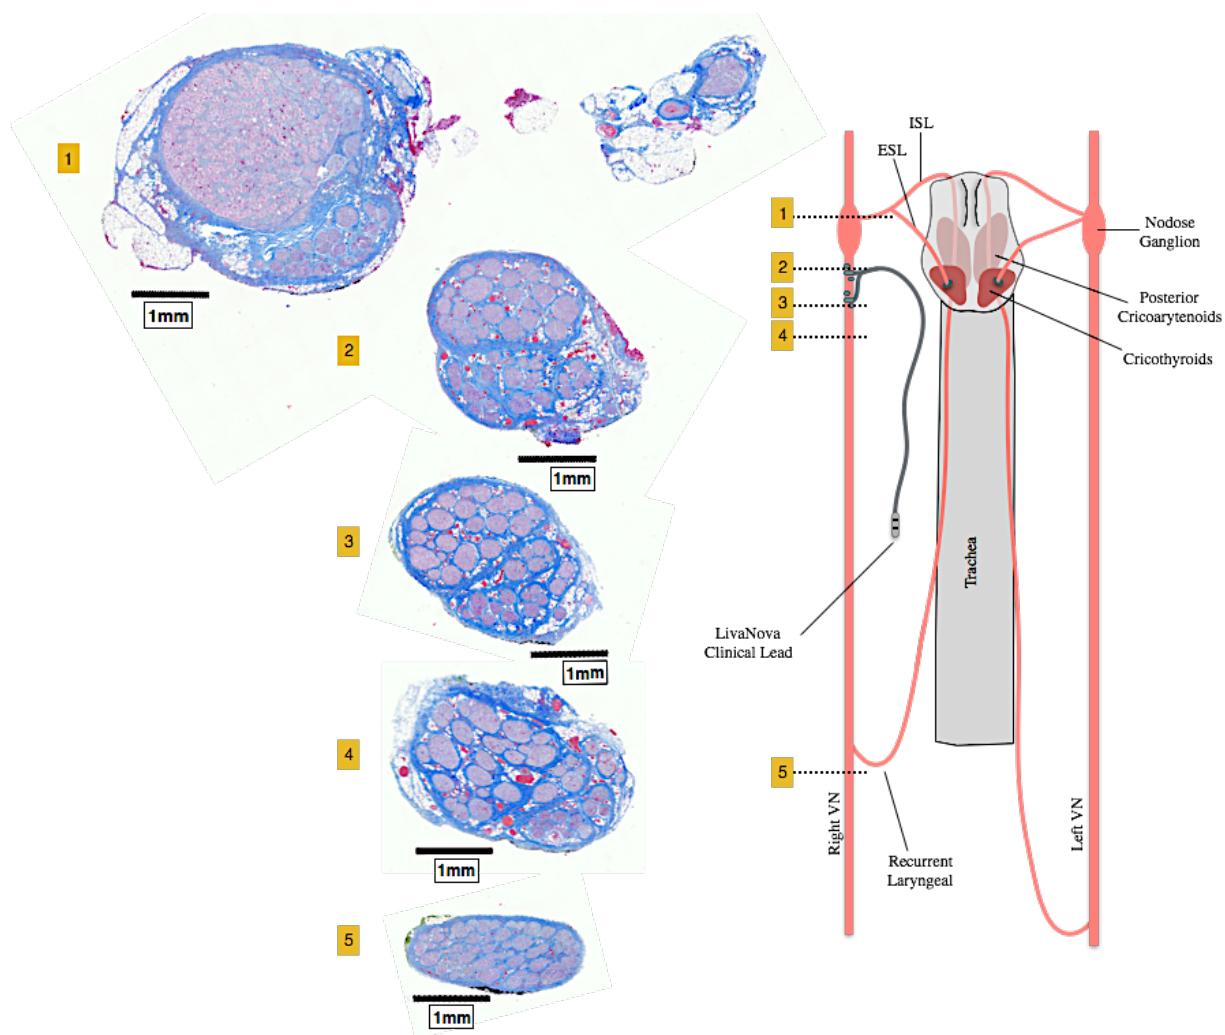 1
1mm
2
1mm
3
1mm
4
1mm
5
1mm
ISL
ESL
1
2
3
4
5
Nodose
Ganglion
Posterior
Cricoarytenoids
Cricothyroids
Trachea
LivaNova
Clinical Lead
Right VN
Left VN
Recurrent
Laryngeal